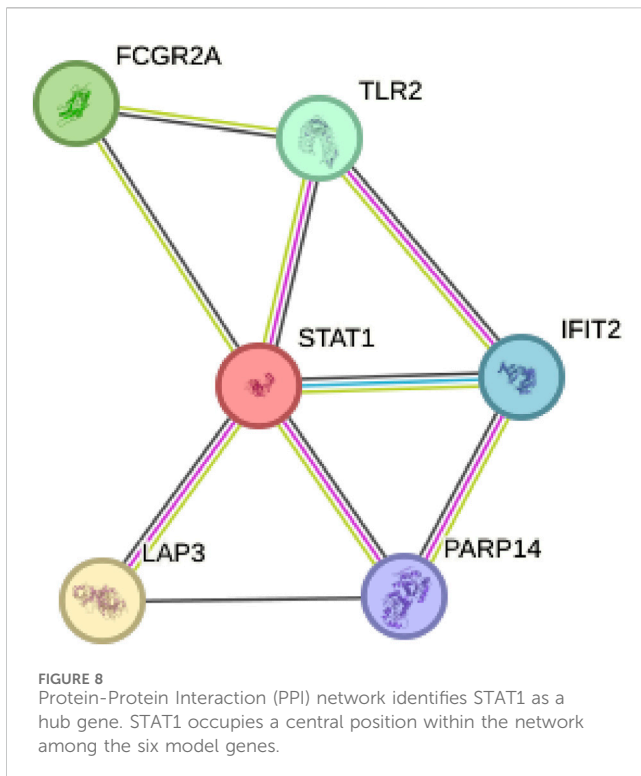 FCGR2A
TLR2
STAT1
IFIT2
LAP3
PARP14
FIGURE 8
Protein-Protein Interaction (PPI) network identifies STAT1 as a
hub gene. STAT1 occupies a central position within the network
among the six model genes.